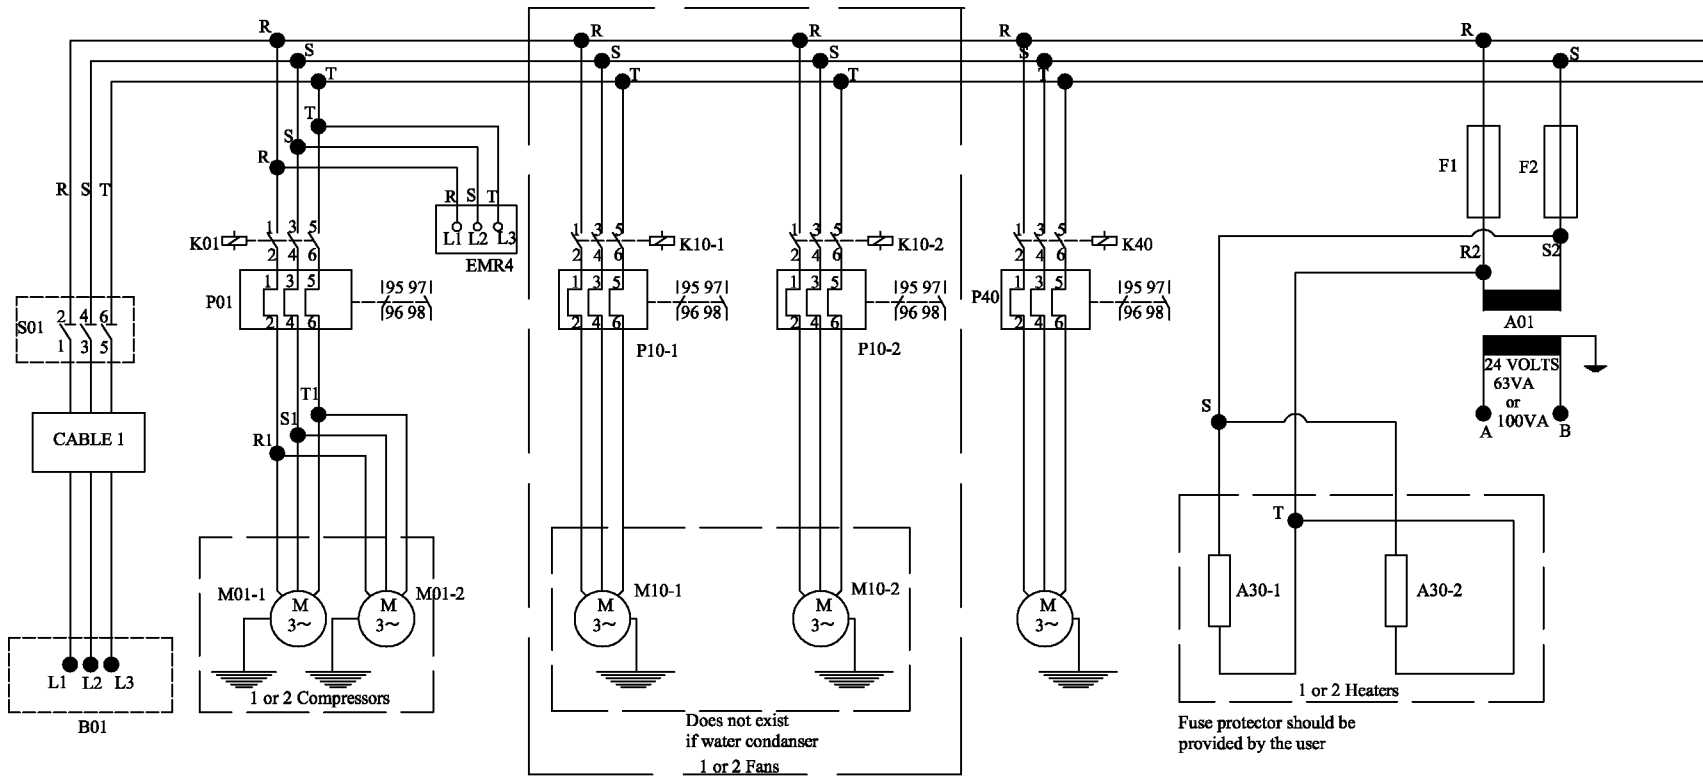 R
R
R
R
R
S
S
S
S
S
T
T
T
T
T
S
R
R S T
R S T
L1 L2 L3
EMR4
F1
F2
K01
1 3 5
2 4 6
1 3 5
2 4 6
K10-1
1 3 5
2 4 6
K10-2
1 3 5
2 4 6
K40
R2
S2
P01
1 3 5
2 4 6
95 97
96 98
1 3 5
2 4 6
95 97
96 98
P10-1
1 3 5
2 4 6
95 97
96 98
P10-2
P40
1 3 5
2 4 6
95 97
96 98
S01
2 4 6
1 3 5
A01
24 VOLTS
63VA
or
100VA
A
B
CABLE 1
T1
S1
R1
S
T
M01-1
M
3~
M
3~
M01-2
M
3~
M10-1
M
3~
M10-2
M
3~
A30-1
A30-2
L1 L2 L3
B01
1 or 2 Compressors
Does not exist
if water condanser
1 or 2 Fans
1 or 2 Heaters
Fuse protector should be
provided by the user